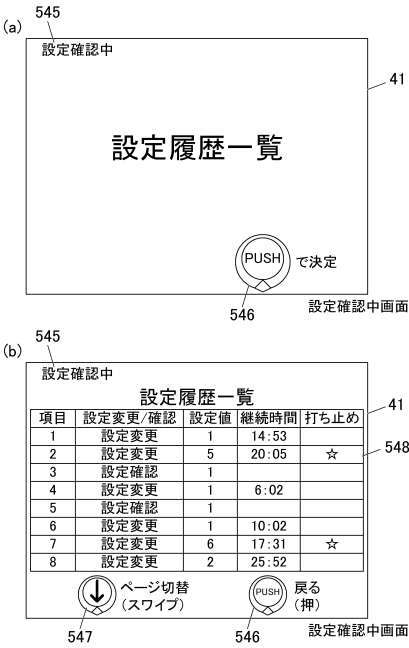 545
(a)
設定確認中
41
設定履歴一覧
PUSH で決定
546
設定確認中画面
545
(b)
設定確認中
設定履歴一覧
41
項目 設定変更/確認 設定値 継続時間 打ち止め
1 設定変更 1 14:53
548
2 設定変更 5 20:05 ☆
3 設定確認 1
4 設定変更 1 6:02
5 設定確認 1
6 設定変更 1 10:02
7 設定変更 6 17:31 ☆
8 設定変更 2 25:52
ページ切替
(スワイプ)
PUSH 戻る
(押)
547
546
設定確認中画面